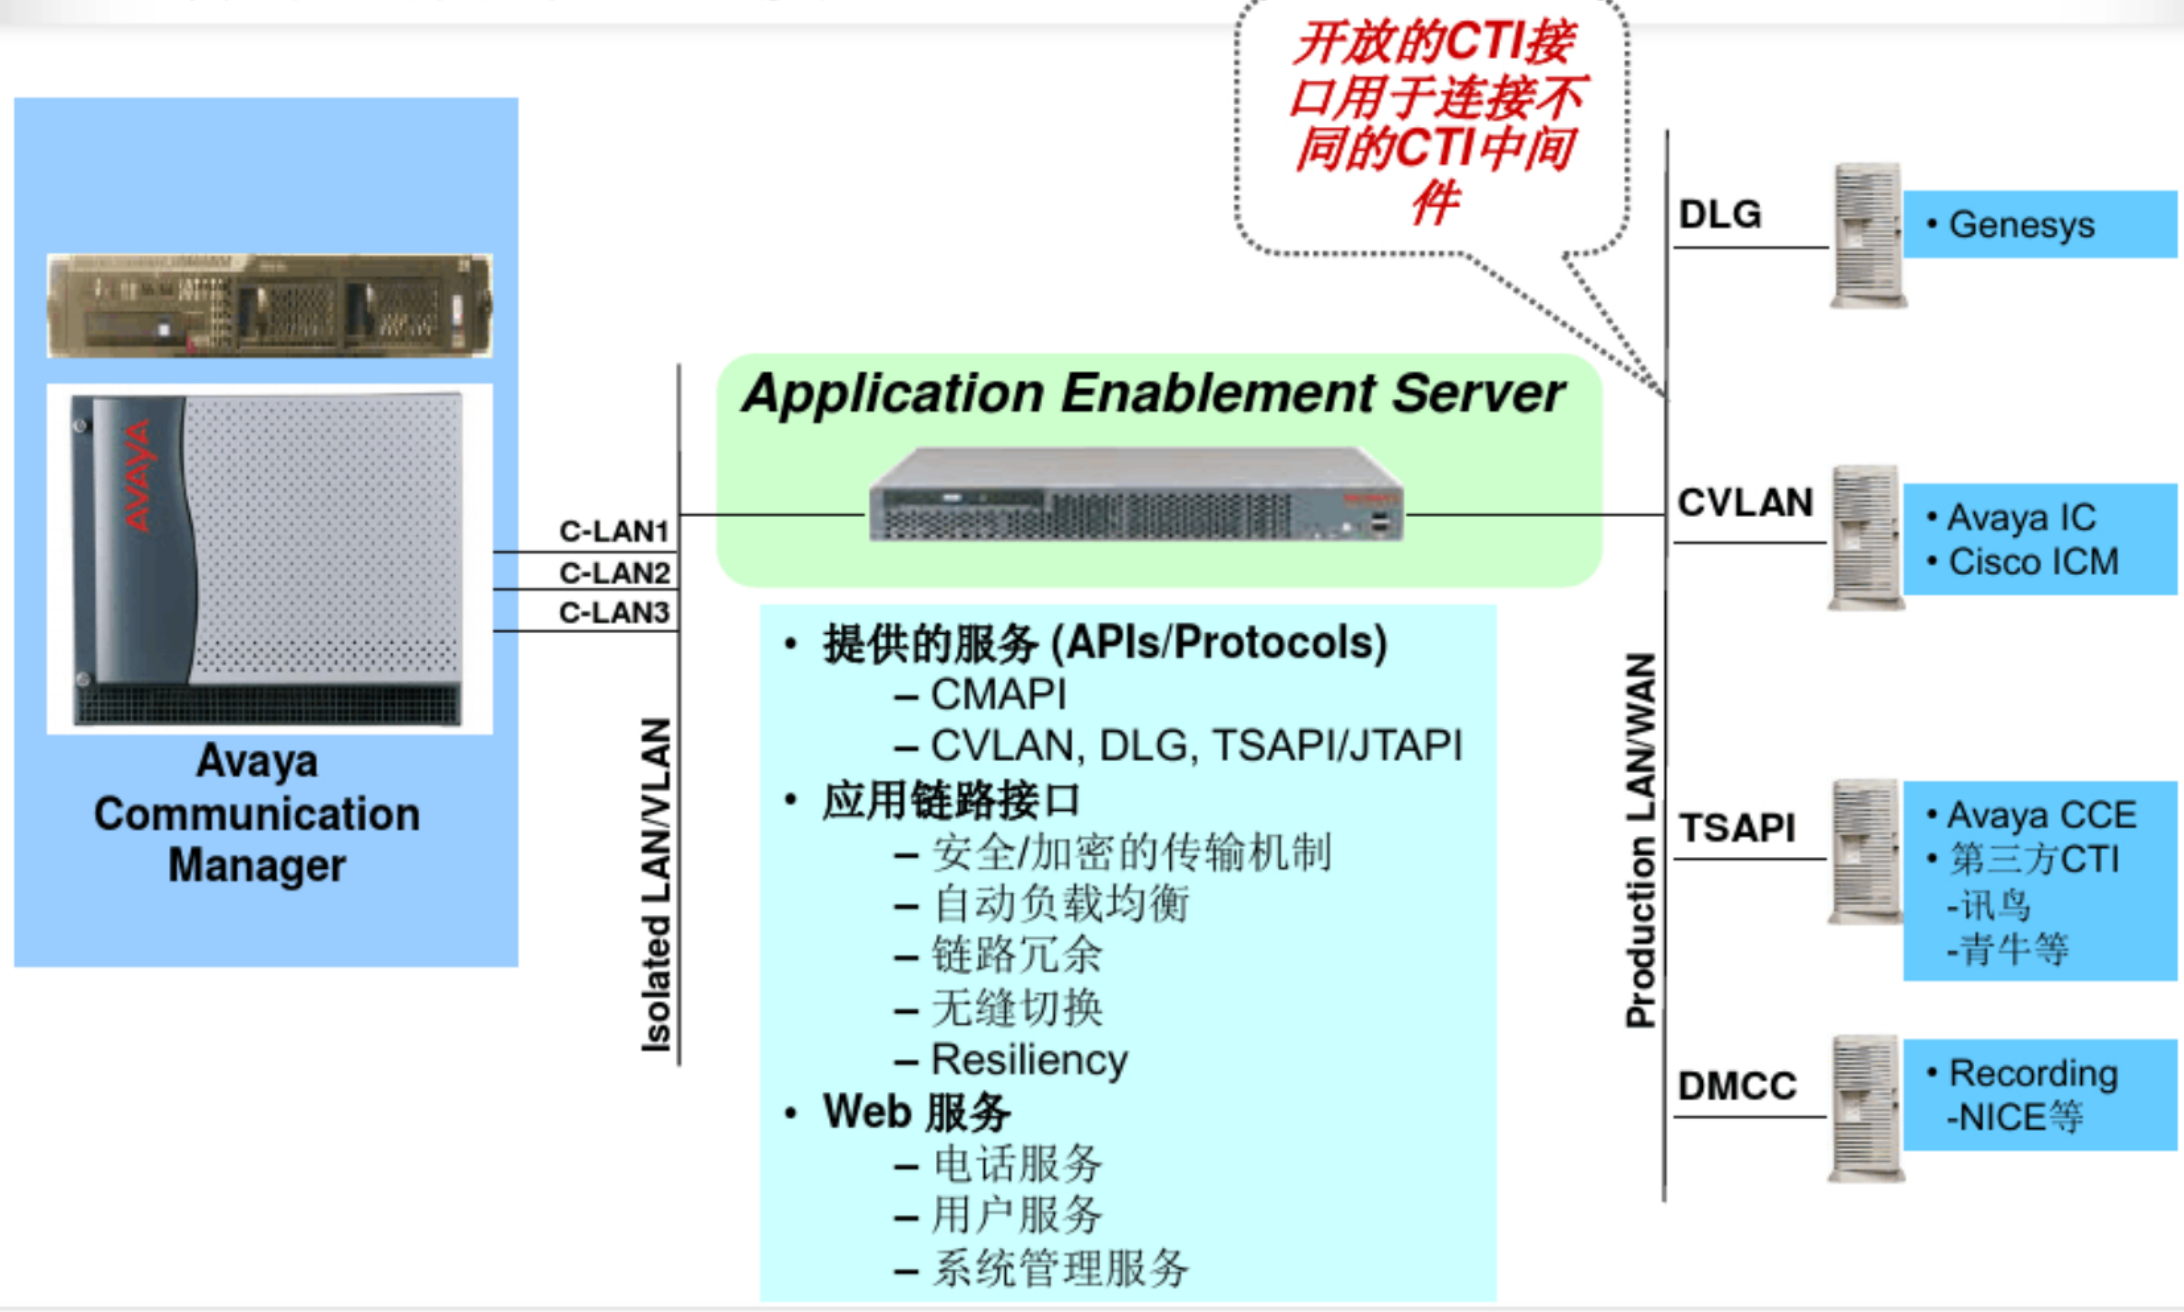 开放的CTI接
口用于连接不
同的CTI中间
件
AVAYA
Avaya
Communication
Manager
C-LAN1
C-LAN2
C-LAN3
Isolated LAN/VLAN
Application Enablement Server
• 提供的服务 (APIs/Protocols)
– CMAPI
– CVLAN, DLG, TSAPI/JTAPI
• 应用链路接口
– 安全/加密的传输机制
– 自动负载均衡
– 链路冗余
– 无缝切换
– Resiliency
• Web 服务
– 电话服务
– 用户服务
– 系统管理服务
Production LAN/WAN
DLG
• Genesys
CVLAN
• Avaya IC
• Cisco ICM
TSAPI
• Avaya CCE
• 第三方CTI
-讯鸟
-青牛等
DMCC
• Recording
-NICE等